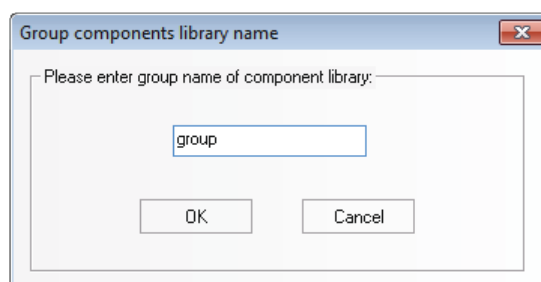 Group components library name
Please enter group name of component library:
group
OK
Cancel